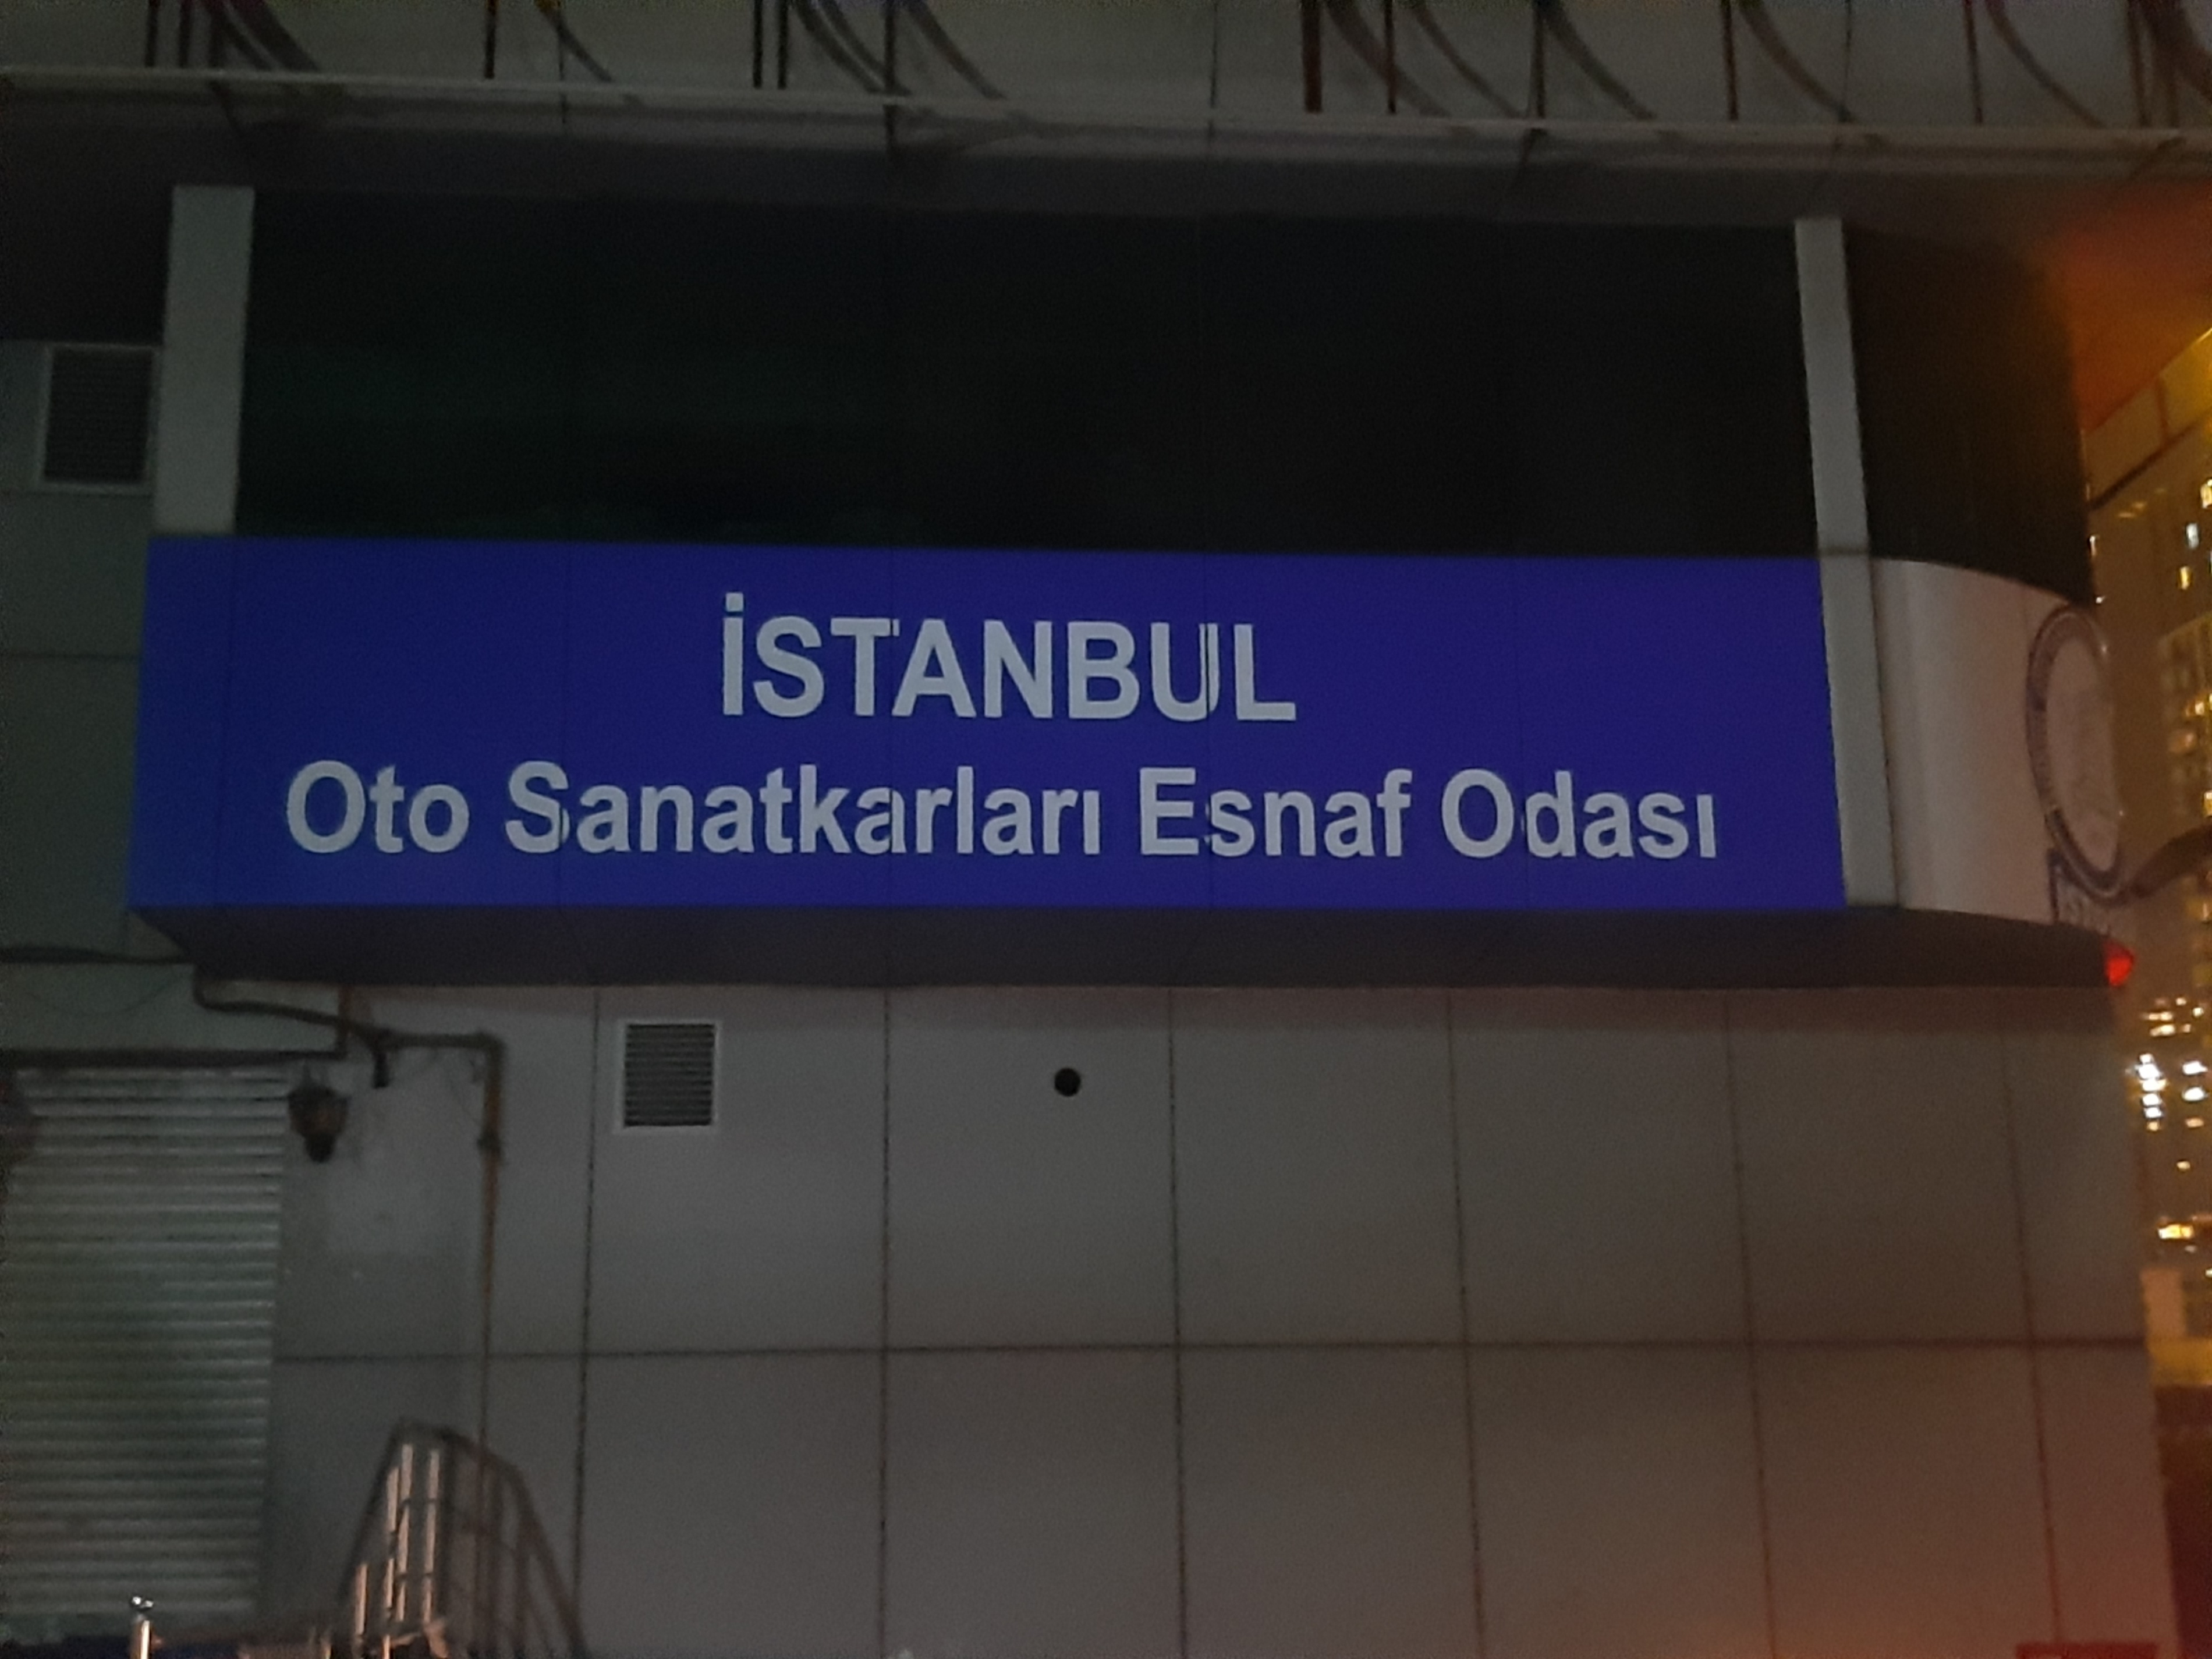 İSTANBUL
Oto Sanatkarları Esnaf Odası